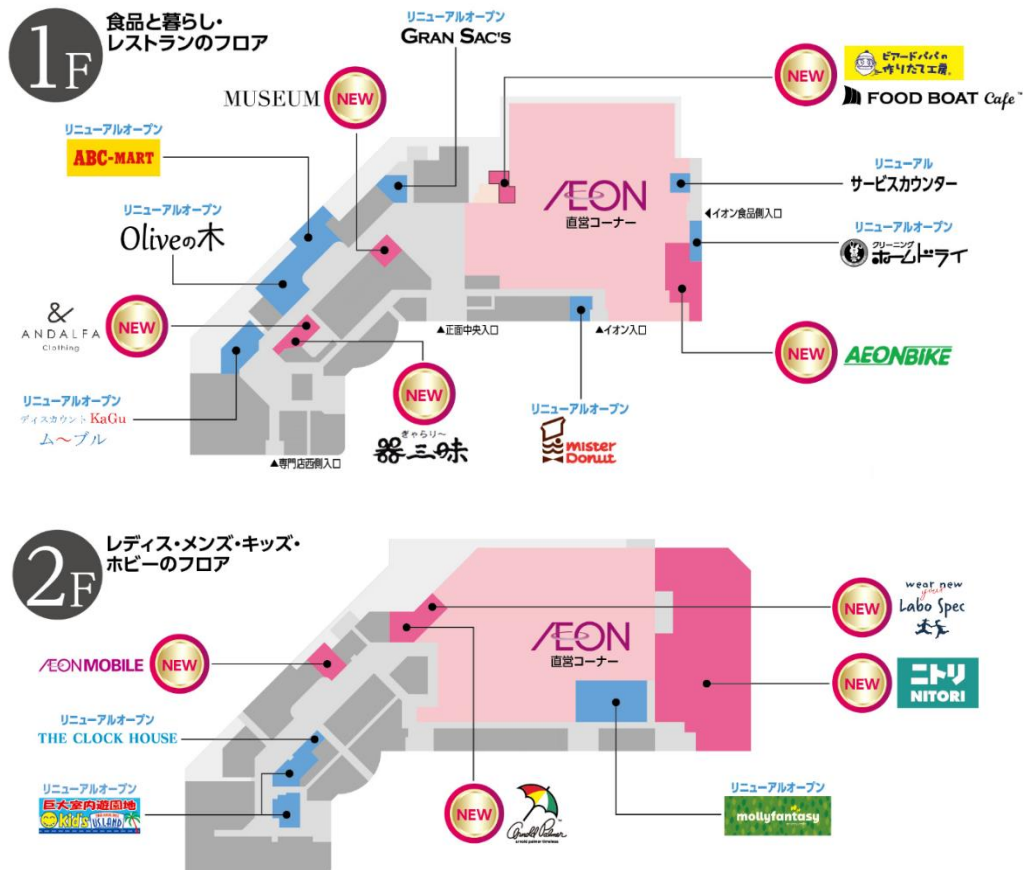 1F
食品と暮らし・
レストランのフロア
リニューアルオープン
GRAN SAC'S
MUSEUM
NEW
NEW
ビアードパパの
作りたて工房
FOOD BOAT Cafe
リニューアルオープン
ABC-MART
リニューアル
サービスカウンター
AEON
直営コーナー
◀イオン食品側入口
リニューアルオープン
Oliveの木
リニューアルオープン
クリーニング
ホームドライ
&
ANDALFA
Clothing
NEW
▲正面中央入口
▲イオン入口
NEW
AEONBIKE
NEW
リニューアルオープン
ディスカウント KaGu
ム〜ブル
ぎゃらり〜
器三昧
リニューアルオープン
mister
Donut
▲専門店西側入口
2F
レディス・メンズ・キッズ・
ホビーのフロア
NEW
wear new
your
Labo Spec
AEON
直営コーナー
AEON MOBILE
NEW
NEW
ニトリ
NITORI
リニューアルオープン
THE CLOCK HOUSE
リニューアルオープン
巨大室内遊園地
Kid's
US.LAND
NEW
Arnold Palmer
arnold palmer timeless
リニューアルオープン
mollyfantasy